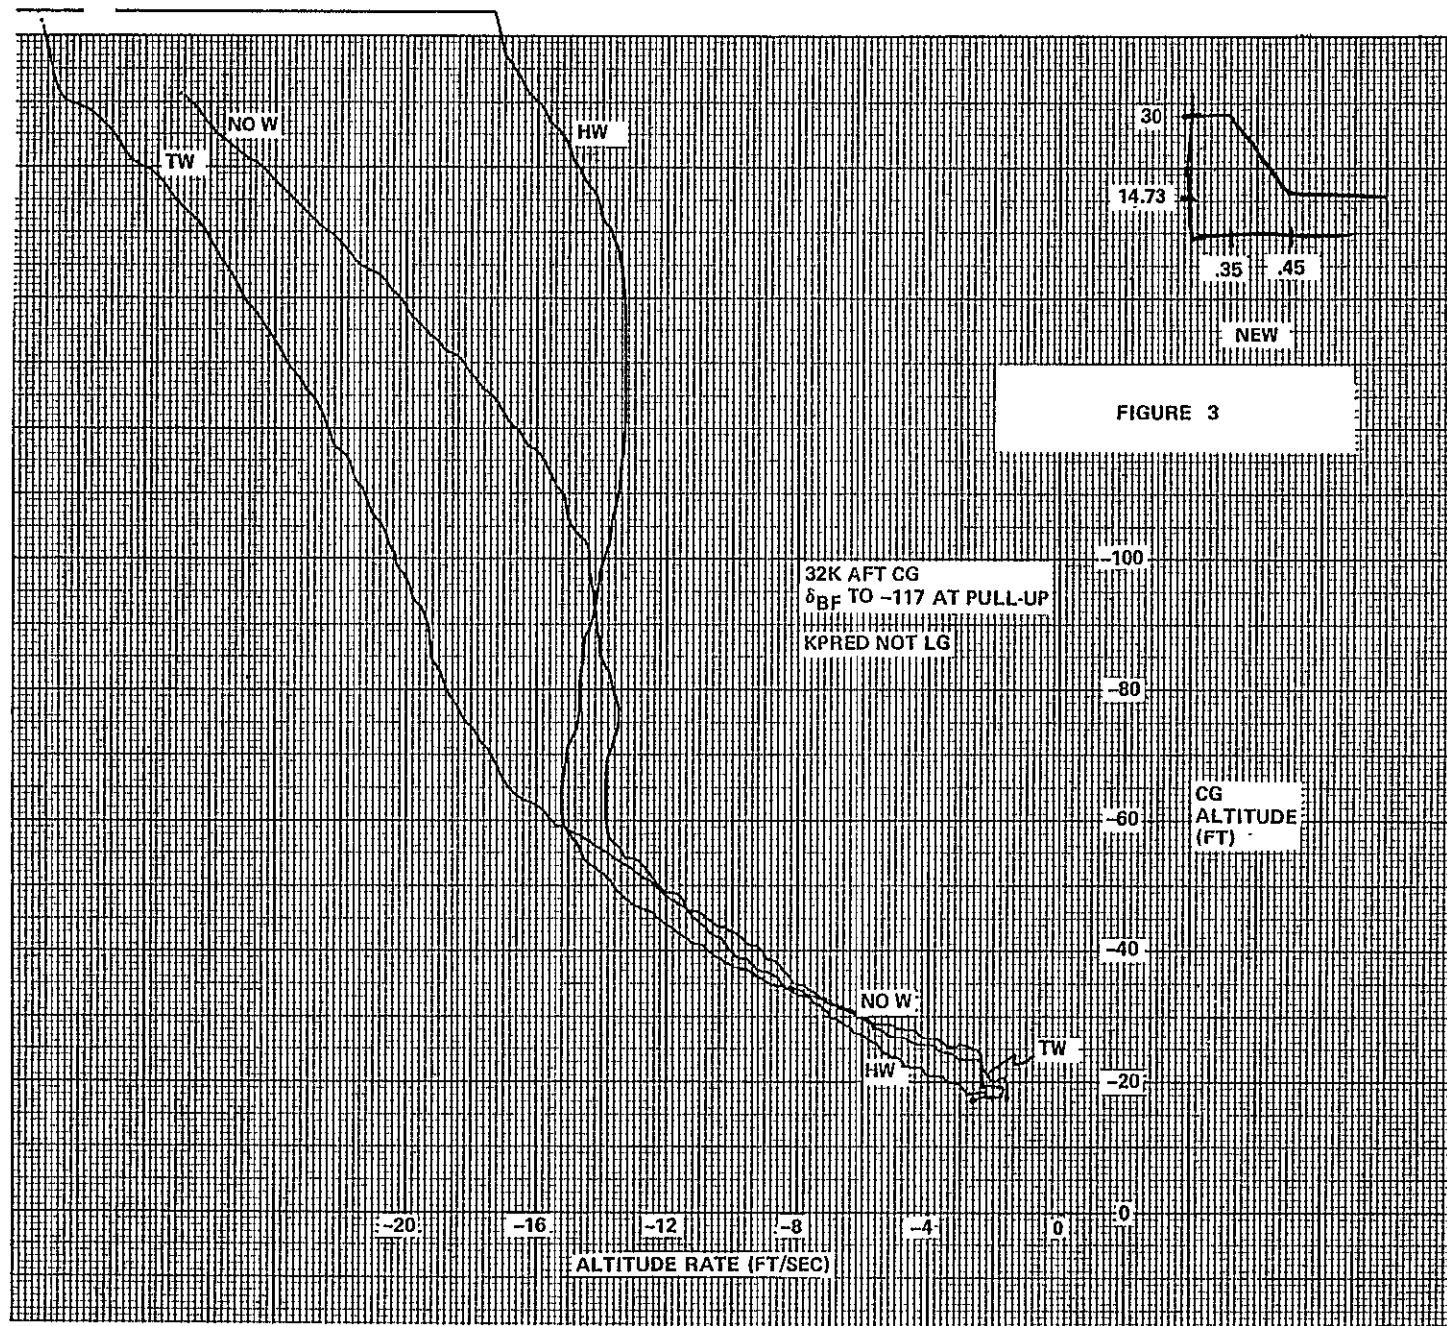 HW
NO W
TW
30
14.73
.35 .45
NEW
FIGURE 3
-100
32K AFT CG
δBF TO -117 AT PULL-UP
KPRED NOT LG
-80
CG
ALTITUDE
(FT)
-60
-40
NO W
TW
HW
-20
-20 -16 -12 -8 -4 0 0
ALTITUDE RATE (FT/SEC)